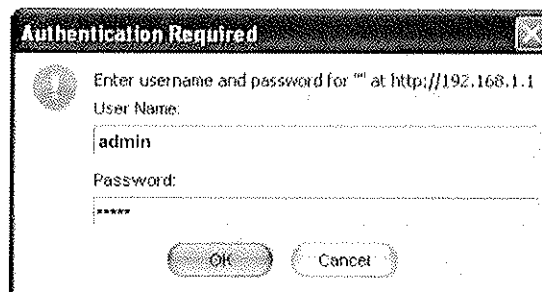 Authentication Required
Enter username and password for "" at http://192.168.1.1
User Name:
admin
Password:
*****
OK
Cancel